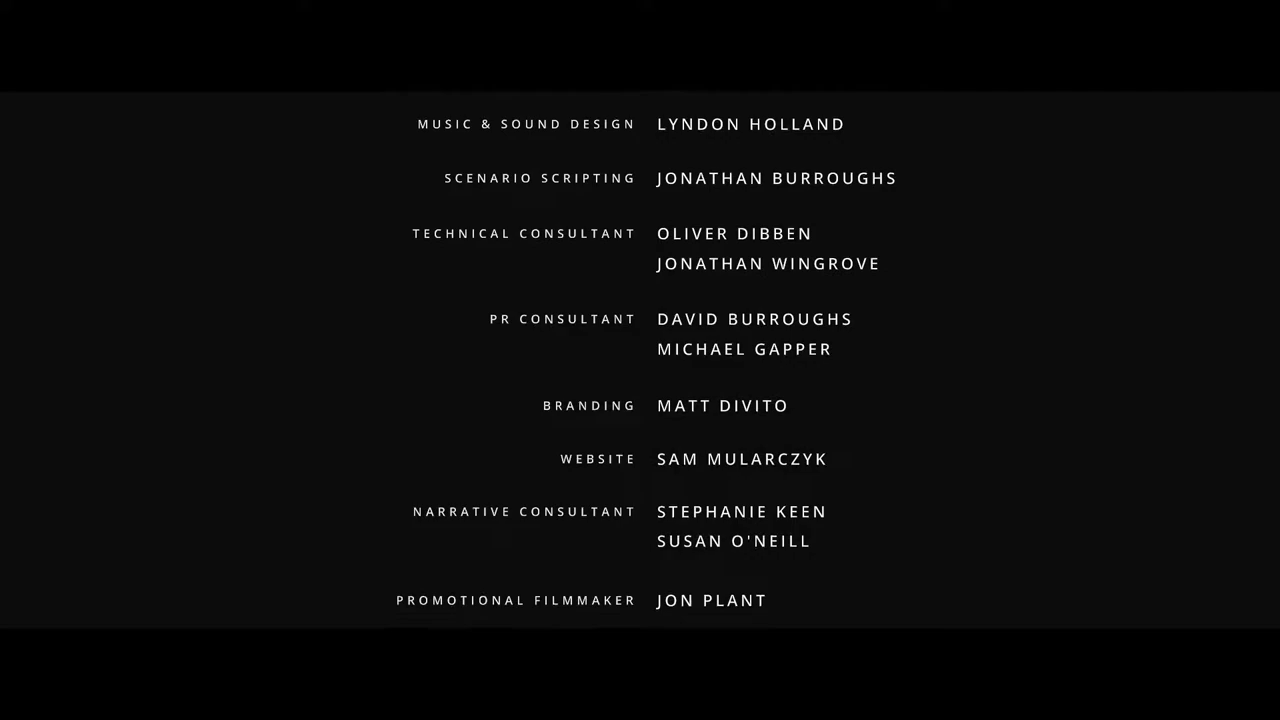 MUSIC & SOUND DESIGN LYNDON HOLLAND
SCENARIO SCRIPTING JONATHAN BURROUGHS
TECHNICAL CONSULTANT OLIVER DIBBEN
JONATHAN WINGROVE
PR CONSULTANT DAVID BURROUGHS
MICHAEL GAPPER
BRANDING MATT DIVITO
WEBSITE SAM MULARCZYK
NARRATIVE CONSULTANT STEPHANIE KEEN
SUSAN O'NEILL
PROMOTIONAL FILMMAKER JON PLANT